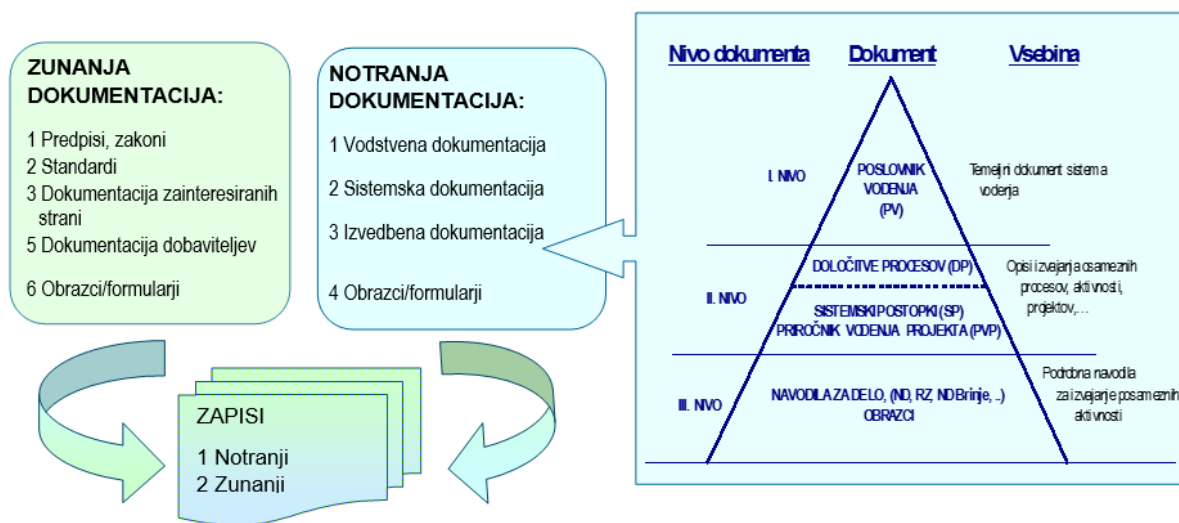 ZUNANJA
DOKUMENTACIJA:
1 Predpisi, zakoni
2 Standardi
3 Dokumentacija zainteresiranih
strani
5 Dokumentacija dobaviteljev
6 Obrazci/formularji
NOTRANJA
DOKUMENTACIJA:
1 Vodstvena dokumentacija
2 Sistemska dokumentacija
3 Izvedbena dokumentacija
4 Obrazci/formularji
ZAPISI
1 Notranji
2 Zunanji
Nivo dokumenta Dokument Vsebina
I. NIVO
POSLOVNIK
VODENJA
(PV)
Temeljni dokument sistema
vodenja
II. NIVO
DOLOČITVE PROCESOV (DP)
SISTEMSKI POSTOPKI (SP)
PRIROČNIK VODENJA PROJEKTA (PVP)
Opisi izvajanja osameznih
procesov, aktivnosti,
projektov,...
III. NIVO
NAVODILA ZA DELO, (ND, RZ, ND Brinje, ..)
OBRAZCI
Podrobna navodila
za izvajanje posameznih
aktivnosti